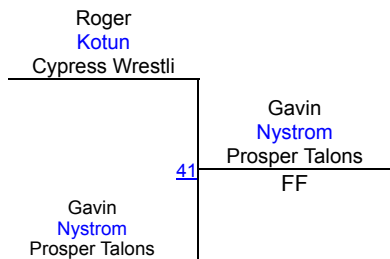 Roger
Kotun
Cypress Wrestli
Gavin
Nystrom
Prosper Talons
41
FF
Gavin
Nystrom
Prosper Talons